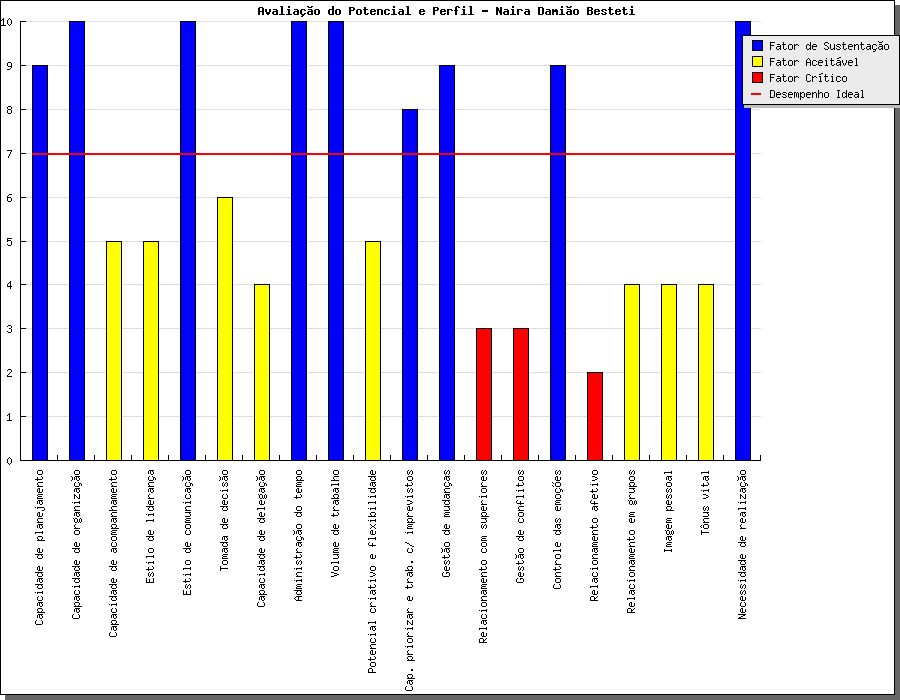 Avaliação do Potencial e Perfil - Naira Damião Besteti
10
9
8
7
6
5
4
3
2
1
0
Fator de Sustentação
Fator Aceitável
Fator Crítico
Desempenho Ideal
Capacidade de planejamento
Capacidade de organização
Capacidade de acompanhamento
Estilo de liderança
Estilo de comunicação
Tomada de decisão
Capacidade de delegação
Administração do tempo
Volume de trabalho
Potencial criativo e flexibilidade
Cap. priorizar e trab. c/ imprevistos
Gestão de mudanças
Relacionamento com superiores
Gestão de conflitos
Controle das emoções
Relacionamento afetivo
Relacionamento em grupos
Imagem pessoal
Tônus vital
Necessidade de realização